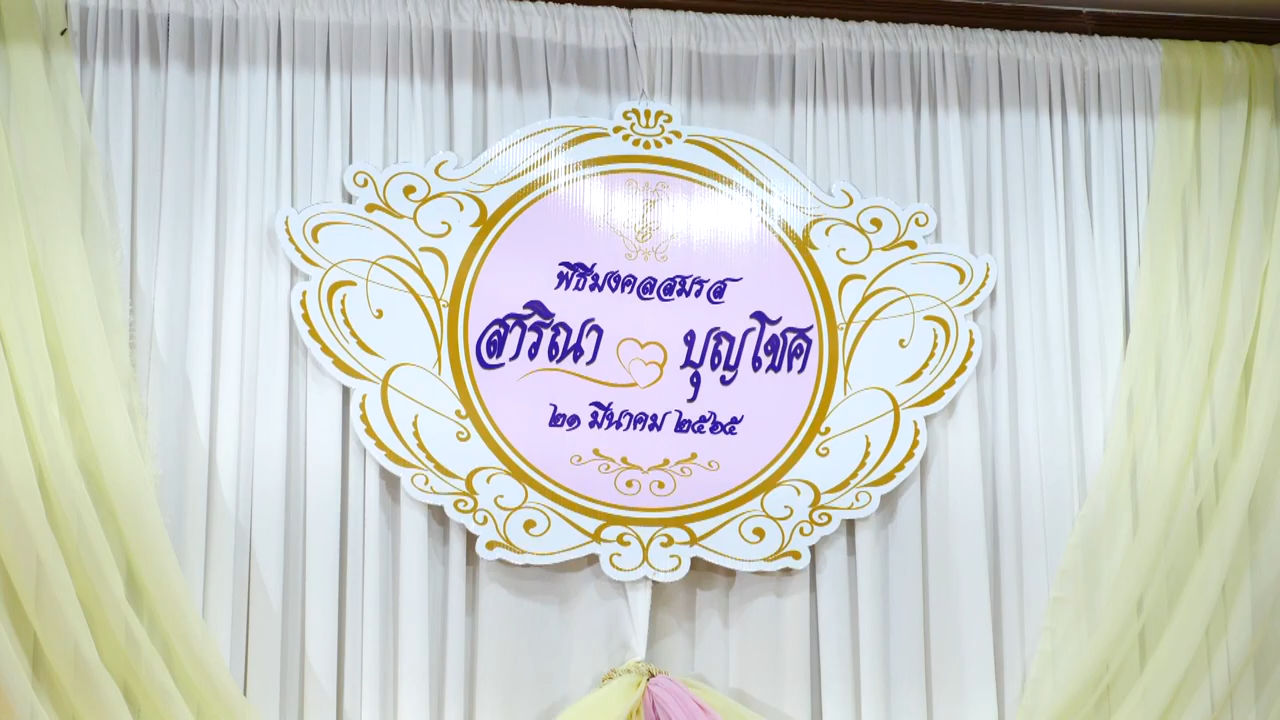 พิธีมงคลสมรส
สาริณา บุญโชค
๒๑ มีนาคม ๒๕๖๕